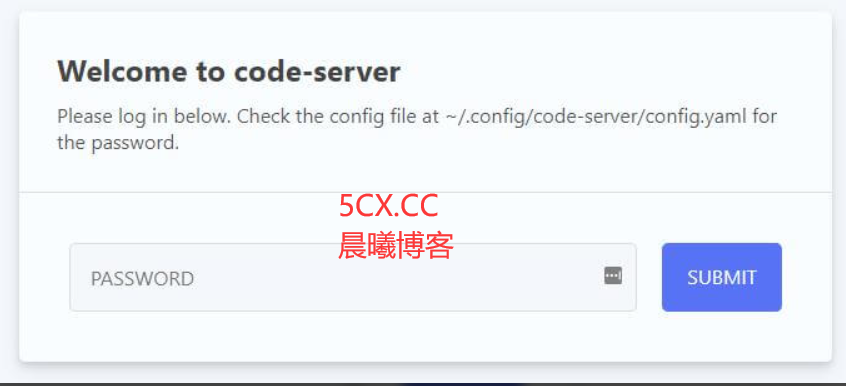 Welcome to code-server
Please log in below. Check the config file at ~/.config/code-server/config.yaml for
the password.
5CX.CC
晨曦博客
PASSWORD
SUBMIT